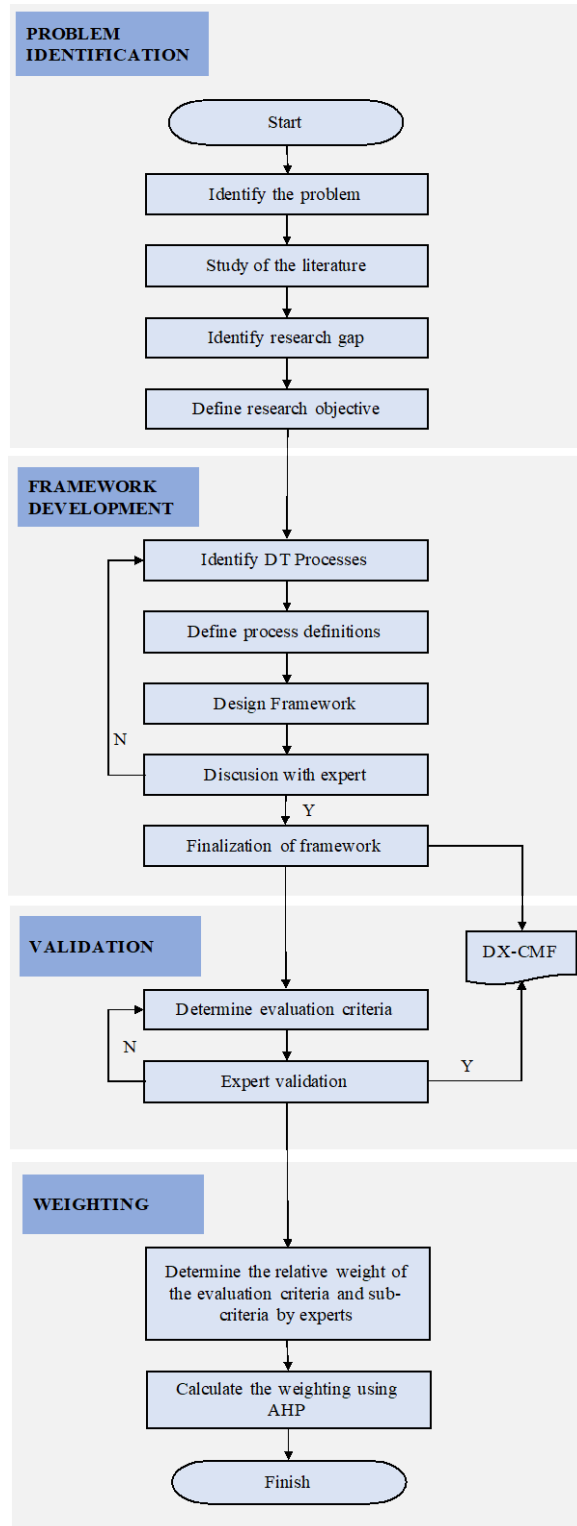 PROBLEM
IDENTIFICATION
Start
Identify the problem
Study of the literature
Identify research gap
Define research objective
FRAMEWORK
DEVELOPMENT
Identify DT Processes
Define process definitions
Design Framework
N
Discusion with expert
Y
Finalization of framework
VALIDATION
DX-CMF
Determine evaluation criteria
N
Expert validation
Y
WEIGHTING
Determine the relative weight of
the evaluation criteria and sub-
criteria by experts
Calculate the weighting using
AHP
Finish